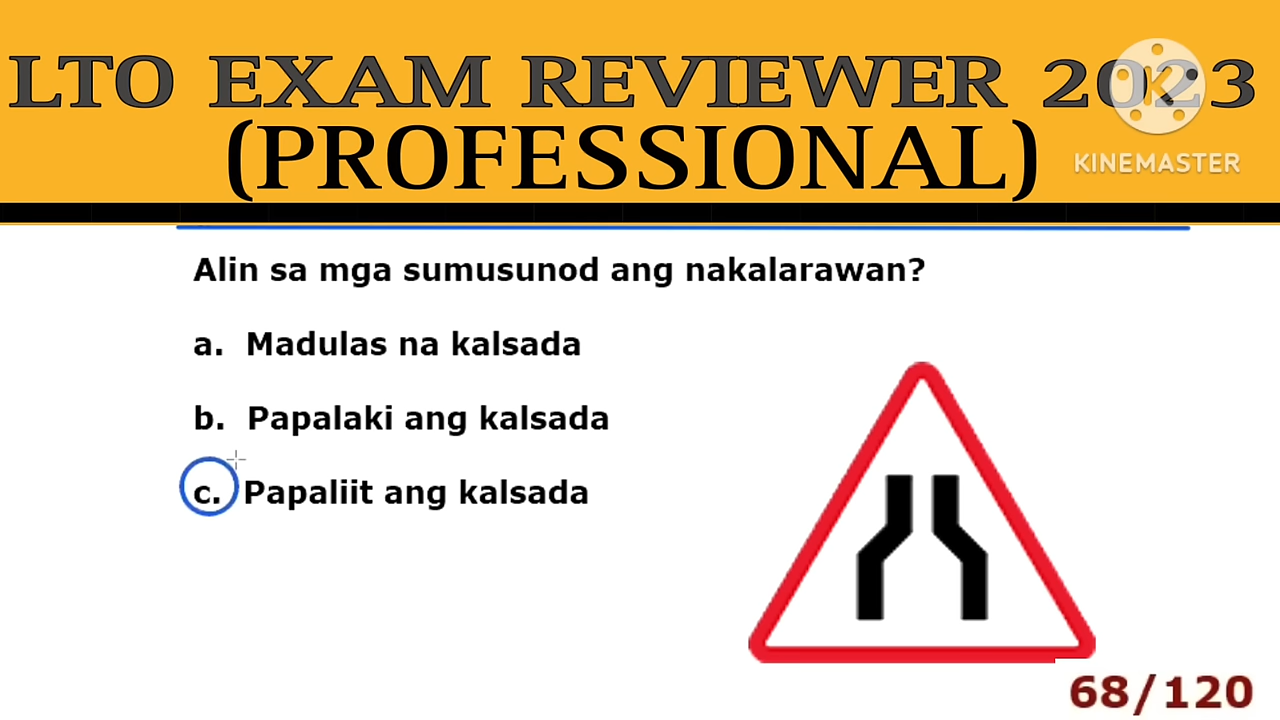 LTO EXAM REVIEWER 2023
(PROFESSIONAL)
KINEMASTER
Alin sa mga sumusunod ang nakalarawan?
a. Madulas na kalsada
b. Papalaki ang kalsada
c. Papaliit ang kalsada
68/120